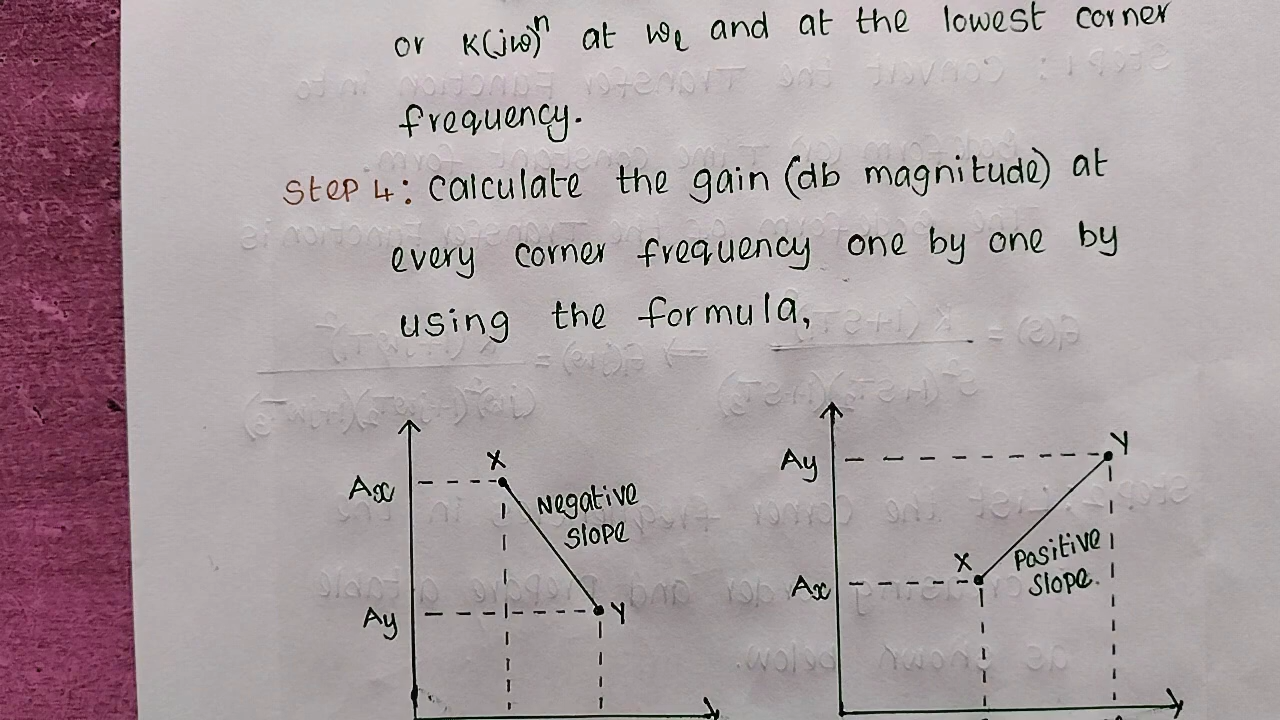 or K(jω)ⁿ at ωℓ and at the lowest corner
frequency.
Step 4: calculate the gain (db magnitude) at
every corner frequency one by one by
using the formula,
X
Ax
Negative
slope
Ay
Y
Y
Ay
X
Positive
slope.
Ax